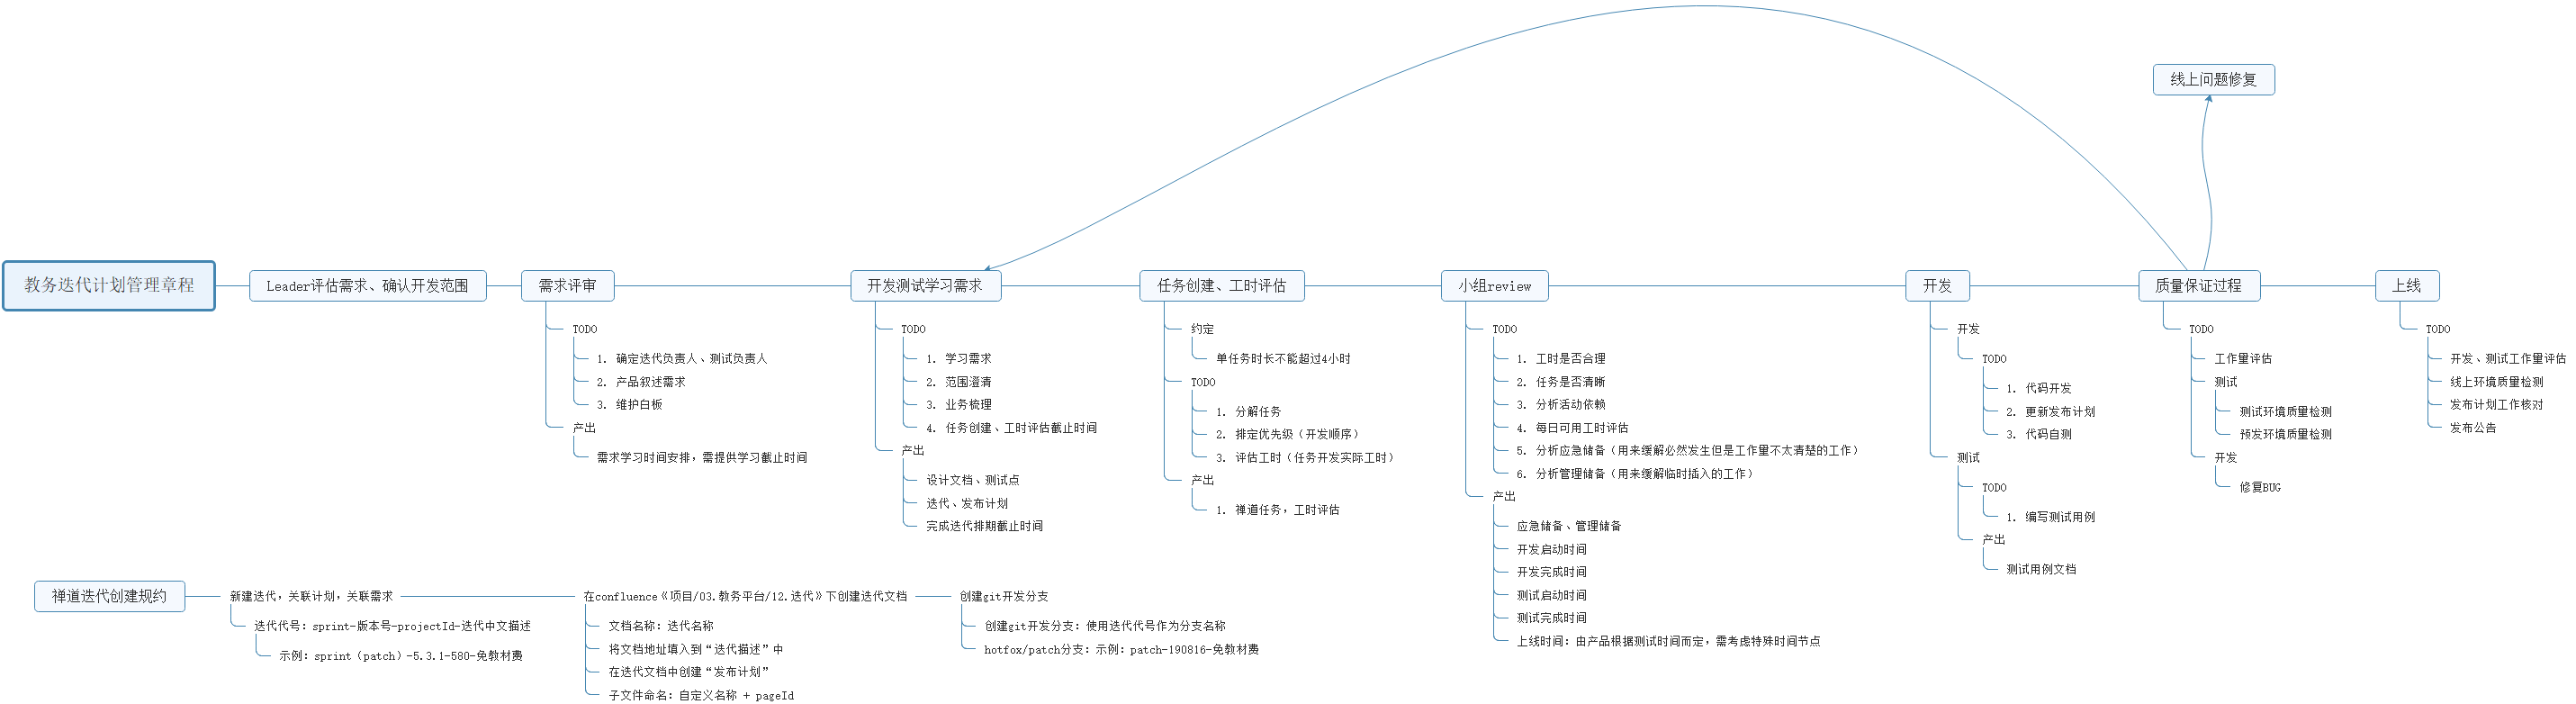 线上问题修复
教务迭代计划管理章程
Leader评估需求、确认开发范围
需求评审
TODO
1. 确定迭代负责人、测试负责人
2. 产品叙述需求
3. 维护白板
产出
需求学习时间安排，需提供学习截止时间
开发测试学习需求
TODO
1. 学习需求
2. 范围澄清
3. 业务梳理
4. 任务创建、工时评估截止时间
产出
设计文档、测试点
迭代、发布计划
完成迭代排期截止时间
任务创建、工时评估
约定
单任务时长不能超过4小时
TODO
1. 分解任务
2. 排定优先级（开发顺序）
3. 评估工时（任务开发实际工时）
产出
1. 禅道任务，工时评估
小组review
TODO
1. 工时是否合理
2. 任务是否清晰
3. 分析活动依赖
4. 每日可用工时评估
5. 分析应急储备（用来缓解必然发生但是工作量不太清楚的工作）
6. 分析管理储备（用来缓解临时插入的工作）
产出
应急储备、管理储备
开发启动时间
开发完成时间
测试启动时间
测试完成时间
上线时间：由产品根据测试时间而定，需考虑特殊时间节点
开发
开发
TODO
1. 代码开发
2. 更新发布计划
3. 代码自测
测试
TODO
1. 编写测试用例
产出
测试用例文档
质量保证过程
TODO
工作量评估
测试
测试环境质量检测
预发环境质量检测
开发
修复BUG
上线
TODO
开发、测试工作量评估
线上环境质量检测
发布计划工作核对
发布公告
禅道迭代创建规约
新建迭代，关联计划，关联需求
迭代代号：sprint-版本号-projectId-迭代中文描述
示例：sprint（patch）-5.3.1-580-免教材费
在confluence《项目/03.教务平台/12.迭代》下创建迭代文档
文档名称：迭代名称
将文档地址填入到“迭代描述”中
在迭代文档中创建“发布计划”
子文件命名：自定义名称 + pageId
创建git开发分支
创建git开发分支：使用迭代代号作为分支名称
hotfox/patch分支：示例：patch-190816-免教材费